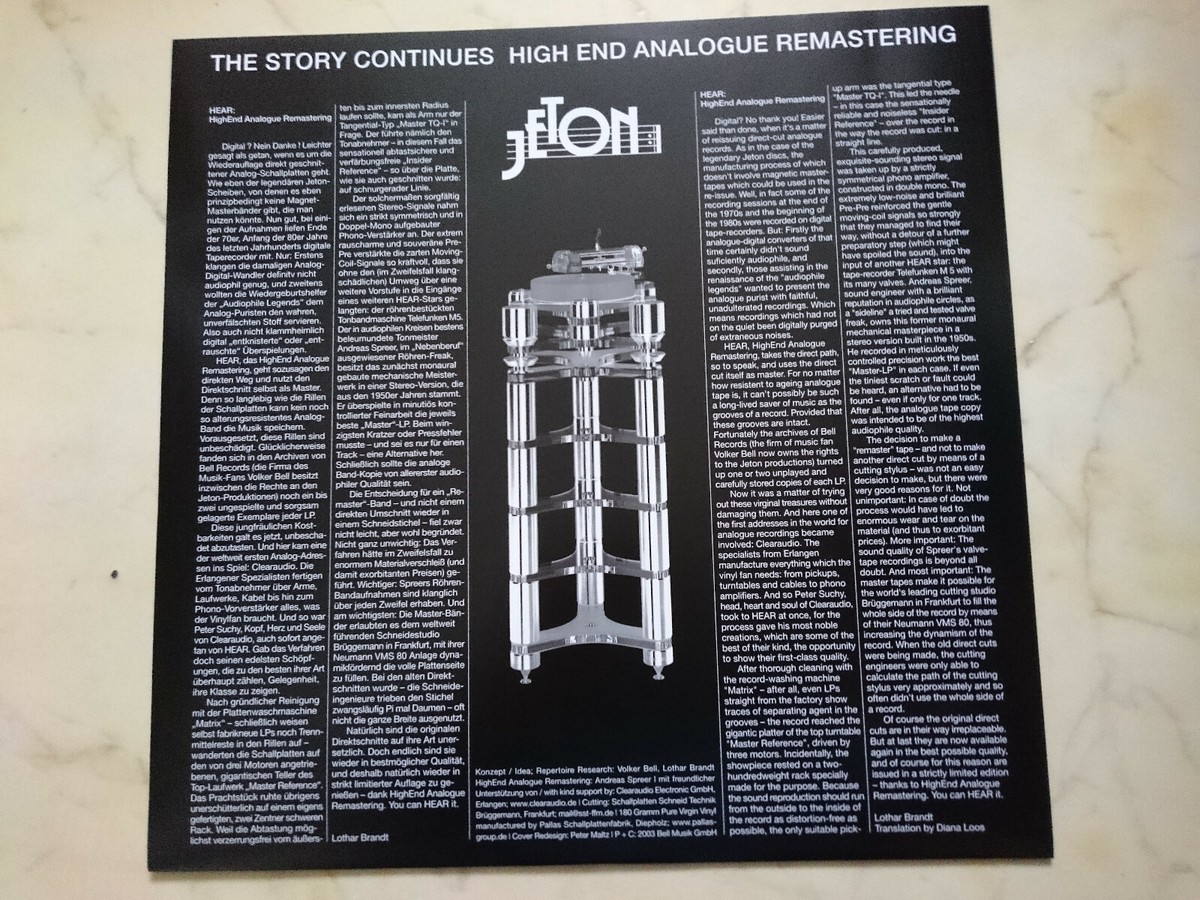 THE STORY CONTINUES HIGH END ANALOGUE REMASTERING
HEAR:
HighEnd Analogue Remastering
Digital ? Nein Danke ! Leichter
gesagt als getan, wenn es um die
Wiederauflage direkt geschnit-
tener Analog-Schallplatten geht.
Wie eben der legendären Jeton-
Scheiben, von denen es eben
prinzipbedingt keine Magnet-
Masterbänder gibt, die man
nutzen könnte. Nun gut, bei eini-
gen der Aufnahmen liefen Ende
der 70er, Anfang der 80er Jahre
des letzten Jahrhunderts digitale
Taperecorder mit. Nur: Erstens
klangen die damaligen Analog-
Digital-Wandler definitv nicht
audiophil genug, und zweitens
wollten die Wiedergeburtshelfer
der „Audiophile Legends" dem
Analog-Puristen den wahren,
unverfälschten Stoff servieren.
Also auch nicht klammheimlich
digital „entknisterte" oder „ent-
rauschte" Überspielungen.
HEAR, das HighEnd Analogue
Remastering, geht sozusagen den
direkten Weg und nutzt den
Direktschnitt selbst als Master.
Denn so langlebig wie die Rillen
der Schallplatten kann kein noch
so alterungsresistentes Analog-
Band die Musik speichern.
Vorausgesetzt, diese Rillen sind
unbeschädigt. Glücklicherweise
fanden sich in den Archiven von
Bell Records (die Firma des
Musik-Fans Volker Bell besitzt
inzwischen die Rechte an den
Jeton-Produktionen) noch ein bis
zwei ungespielte und sorgsam
gelagerte Exemplare jeder LP.
Diese jungfräulichen Kost-
barkeiten galt es jetzt, unbescha-
det abzutasten. Und hier kam eine
der weltweit ersten Analog-Adres-
sen ins Spiel: Clearaudio. Die
Erlangener Spezialisten fertigen
vom Tonabnehmer über Arme,
Laufwerke, Kabel bis hin zum
Phono-Vorverstärker alles, was
der Vinylfan braucht. Und so war
Peter Suchy, Kopf, Herz und Seele
von Clearaudio, auch sofort ange-
tan von HEAR. Gab das Verfahren
doch seinen edelsten Schöpf-
ungen, die zu den besten ihrer Art
überhaupt zählen, Gelegenheit,
ihre Klasse zu zeigen.
Nach gründlicher Reinigung
mit der Plattenwaschmaschine
„Matrix" – schließlich weisen
selbst fabrikneue LPs noch Trenn-
mittelreste in den Rillen auf –
wanderten die Schallplatten auf
den von drei Motoren angetrie-
benen, gigantischen Teller des
Top-Laufwerk „Master Reference".
Das Prachtstück ruhte übrigens
unerschütterlich auf einem eigens
gefertigten, zwei Zentner schweren
Rack. Weil die Abtastung mög-
lichst verzerrungsfrei vom äußers-
ten bis zum innersten Radius
laufen sollte, kam als Arm nur der
Tangential-Typ „Master TQ-I" in
Frage. Der führte nämlich den
Tonabnehmer – in diesem Fall das
sensationell abtastsichere und
verfärbungsfreie „Insider
Reference" – so über die Platte,
wie sie auch geschnitten wurde:
auf schnurgerader Linie.
Der solchermaßen sorgfältig
erlesenen Stereo-Signale nahm
sich ein strikt symmetrisch und in
Doppel-Mono aufgebauter
Phono-Verstärker an. Der extrem
rauscharme und souveräne Pre-
Pre verstärkte die zarten Moving-
Coil-Signale so kraftvoll, dass sie
ohne den (im Zweifelsfall klang-
schädlichen) Umweg über eine
weitere Vorstufe in die Eingänge
eines weiteren HEAR-Stars ge-
langten: der röhrenbestückten
Tonbandmaschine Telefunken M5.
Der in audiophilen Kreisen bestens
beleumundete Tonmeister
Andreas Spreer, im „Nebenberuf"
ausgewiesener Röhren-Freak,
besitzt das zunächst monaural
gebaute mechanische Meister-
werk in einer Stereo-Version, die
aus den 1950er Jahren stammt.
Er überspielte in minutiös kon-
trollierter Feinarbeit die jeweils
beste „Master"-LP. Beim win-
zigsten Kratzer oder Pressfehler
musste – und sei es nur für einen
Track – eine Alternative her.
Schließlich sollte die analoge
Band-Kopie von allererster audio-
philer Qualität sein.
Die Entscheidung für ein „Re-
master"-Band – und nicht einem
direkten Umschnitt wieder in
einem Schneidstichel – fiel zwar
nicht leicht, aber wohl begründet.
Nicht ganz unwichtig: Das Ver-
fahren hätte im Zweifelsfall zu
enormem Materialverschleiß (und
damit exorbitanten Preisen) ge-
führt. Wichtiger: Spreers Röhren-
Bandaufnahmen sind klanglich
über jeden Zweifel erhaben. Und
am wichtigsten: Die Master-Bän-
der erlaubten es dem weltweit
führenden Schneidestudio
Brüggemann in Frankfurt, mit ihrer
Neumann VMS 80 Anlage dyna-
mikfördernd die volle Plattenseite
zu füllen. Bei den alten Direkt-
schnitten wurde – die Schneide-
ingenieure trieben den Stichel
zwangsläufig Pi mal Daumen – oft
nicht die ganze Breite ausgenutzt.
Natürlich sind die originalen
Direktschnitte auf ihre Art uner-
setzlich. Doch endlich sind sie
wieder in bestmöglicher Qualität,
und deshalb natürlich wieder in
strikt limitierter Auflage zu ge-
nießen – dank HighEnd Analogue
Remastering. You can HEAR it.
Lothar Brandt
JETON
Konzept / Idea; Repertoire Research: Volker Bell, Lothar Brandt
HighEnd Analogue Remastering: Andreas Spreer I mit freundlicher
Unterstützung von / with kind support by: Clearaudio Electronic GmbH,
Erlangen; www.clearaudio.de I Cutting: Schallplatten Schneid Technik
Brüggemann, Frankfurt; mail@sst-ffm.de I 180 Gramm Pure Virgin Vinyl
manufactured by Pallas Schallplattenfabrik, Diepholz; www.pallas-
group.de I Cover Redesign: Peter Maltz I P + C: 2003 Bell Musik GmbH
HEAR:
HighEnd Analogue Remastering
Digital? No thank you! Easier
said than done, when it's a matter
of reissuing direct-cut analogue
records. As in the case of the
legendary Jeton discs, the
manufacturing process of which
doesn't involve magnetic master-
tapes which could be used in the
re-issue. Well, in fact some of the
recording sessions at the end of
the 1970s and the beginning of
the 1980s were recorded on digital
tape-recorders. But: Firstly the
analogue-digital converters of that
time certainly didn't sound
suficiently audiophile, and
secondly, those assisting in the
renaissance of the "audiophile
legends" wanted to present the
analogue purist with faithful,
unadulterated recordings. Which
means recordings which had not
on the quiet been digitally purged
of extraneous noises.
HEAR, HighEnd Analogue
Remastering, takes the direct path,
so to speak, and uses the direct
cut itself as master. For no matter
how resistent to ageing analogue
tape is, it can't possibly be such
a long-lived saver of music as the
grooves of a record. Provided that
these grooves are intact.
Fortunately the archives of Bell
Records (the firm of music fan
Volker Bell now owns the rights
to the Jeton productions) turned
up one or two unplayed and
carefully stored copies of each LP.
Now it was a matter of trying
out these virginal treasures without
damaging them. And here one of
the first addresses in the world for
analogue recordings became
involved: Clearaudio. The
specialists from Erlangen
manufacture everything which the
vinyl fan needs: from pickups,
turntables and cables to phono
amplifiers. And so Peter Suchy,
head, heart and soul of Clearaudio,
took to HEAR at once, for the
process gave his most noble
creations, which are some of the
best of their kind, the opportunity
to show their first-class quality.
After thorough cleaning with
the record-washing machine
"Matrix" – after all, even LPs
straight from the factory show
traces of separating agent in the
grooves – the record reached the
gigantic platter of the top turntable
"Master Reference", driven by
three motors. Incidentally, the
showpiece rested on a two-
hundredweight rack specially
made for the purpose. Because
the sound reproduction should run
from the outside to the inside of
the record as distortion-free as
possible, the only suitable pick-
up arm was the tangential type
"Master TQ-I". This led the needle
– in this case the sensationally
reliable and noiseless "Insider
Reference" – over the record in
the way the record was cut: in a
straight line.
This carefully produced,
exquisite-sounding stereo signal
was taken up by a strictly
symmetrical phono amplifier,
constructed in double mono. The
extremely low-noise and brilliant
Pre-Pre reinforced the gentle
moving-coil signals so strongly
that they managed to find their
way, without a detour of a further
preparatory step (which might
have spoiled the sound), into the
input of another HEAR star: the
tape-recorder Telefunken M 5 with
its many valves. Andreas Spreer,
sound engineer with a brilliant
reputation in audiophile circles, as
a "sideline" a tried and tested valve
freak, owns this former monaural
mechanical masterpiece in a
stereo version built in the 1950s.
He recorded in meticulously
controlled precision work the best
"Master-LP" in each case. If even
the tiniest scratch or fault could
be heard, an alternative had to be
found – even if only for one track.
After all, the analogue tape copy
was intended to be of the highest
audiophile quality.
The decision to make a
"remaster" tape – and not to make
another direct cut by means of a
cutting stylus – was not an easy
decision to make, but there were
very good reasons for it. Not
unimportant: In case of doubt the
process would have led to
enormous wear and tear on the
material (and thus to exorbitant
prices). More important: The
sound quality of Spreer's valve-
tape recordings is beyond all
doubt. And most important: The
master tapes make it possible for
the world's leading cutting studio
Brüggemann in Frankfurt to fill the
whole side of the record by means
of their Neumann VMS 80, thus
increasing the dynamism of the
record. When the old direct cuts
were being made, the cutting
engineers were only able to
calculate the path of the cutting
stylus very approximately and so
often didn't use the whole side of
a record.
Of course the original direct
cuts are in their way irreplaceable.
But at last they are now available
again in the best possible quality,
and of course for this reason are
issued in a strictly limited edition
– thanks to HighEnd Analogue
Remastering. You can HEAR it.
Lothar Brandt
Translation by Diana Loos